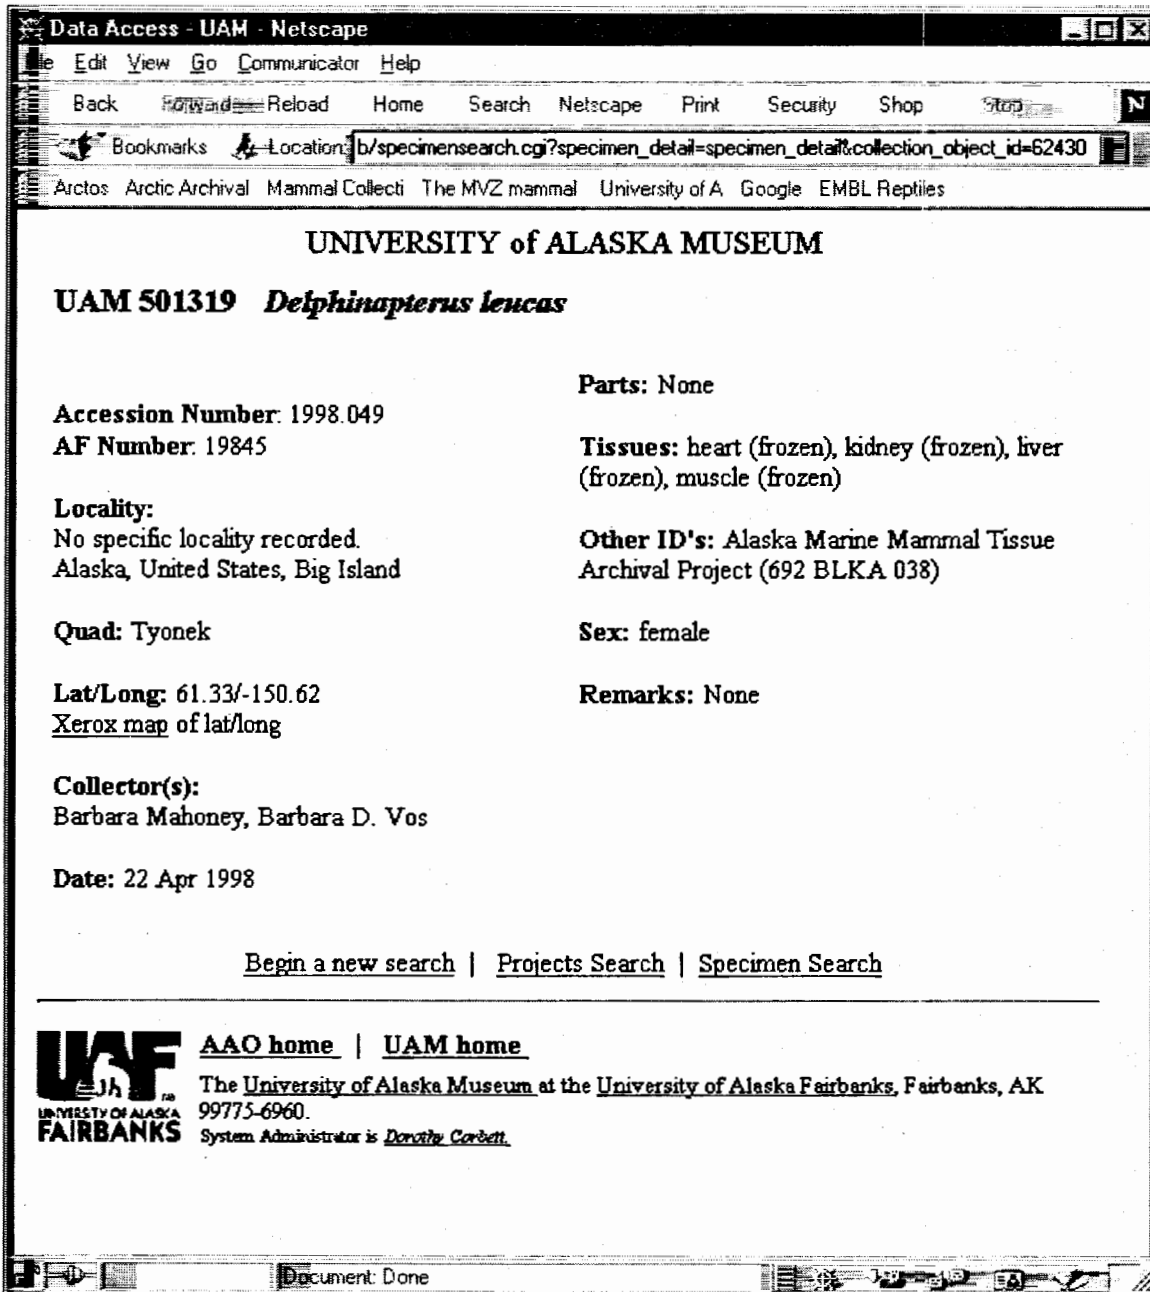 Data Access - UAM - Netscape
Edit View Go Communicator Help
Back Forward Reload Home Search Netscape Print Security Shop Stop N
Bookmarks Location: b/specimensearch.cgi?specimen_detail=specimen_detail&collection_object_id=62430
Arctos Arctic Archival Mammal Collecti The MVZ mammal University of A Google EMBL Reptiles
UNIVERSITY of ALASKA MUSEUM
UAM 501319 Delphinapterus leucas
Parts: None
Accession Number: 1998.049
AF Number: 19845
Tissues: heart (frozen), kidney (frozen), liver
(frozen), muscle (frozen)
Locality:
No specific locality recorded.
Alaska, United States, Big Island
Other ID's: Alaska Marine Mammal Tissue
Archival Project (692 BLKA 038)
Quad: Tyonek
Sex: female
Lat/Long: 61.33/-150.62
Xerox map of lat/long
Remarks: None
Collector(s):
Barbara Mahoney, Barbara D. Vos
Date: 22 Apr 1998
Begin a new search | Projects Search | Specimen Search
UAF
UNIVERSTY OF ALASKA
FAIRBANKS
AAO home | UAM home
The University of Alaska Museum at the University of Alaska Fairbanks, Fairbanks, AK
99775-6960.
System Administrator is Dorothy Corbett.
Document: Done